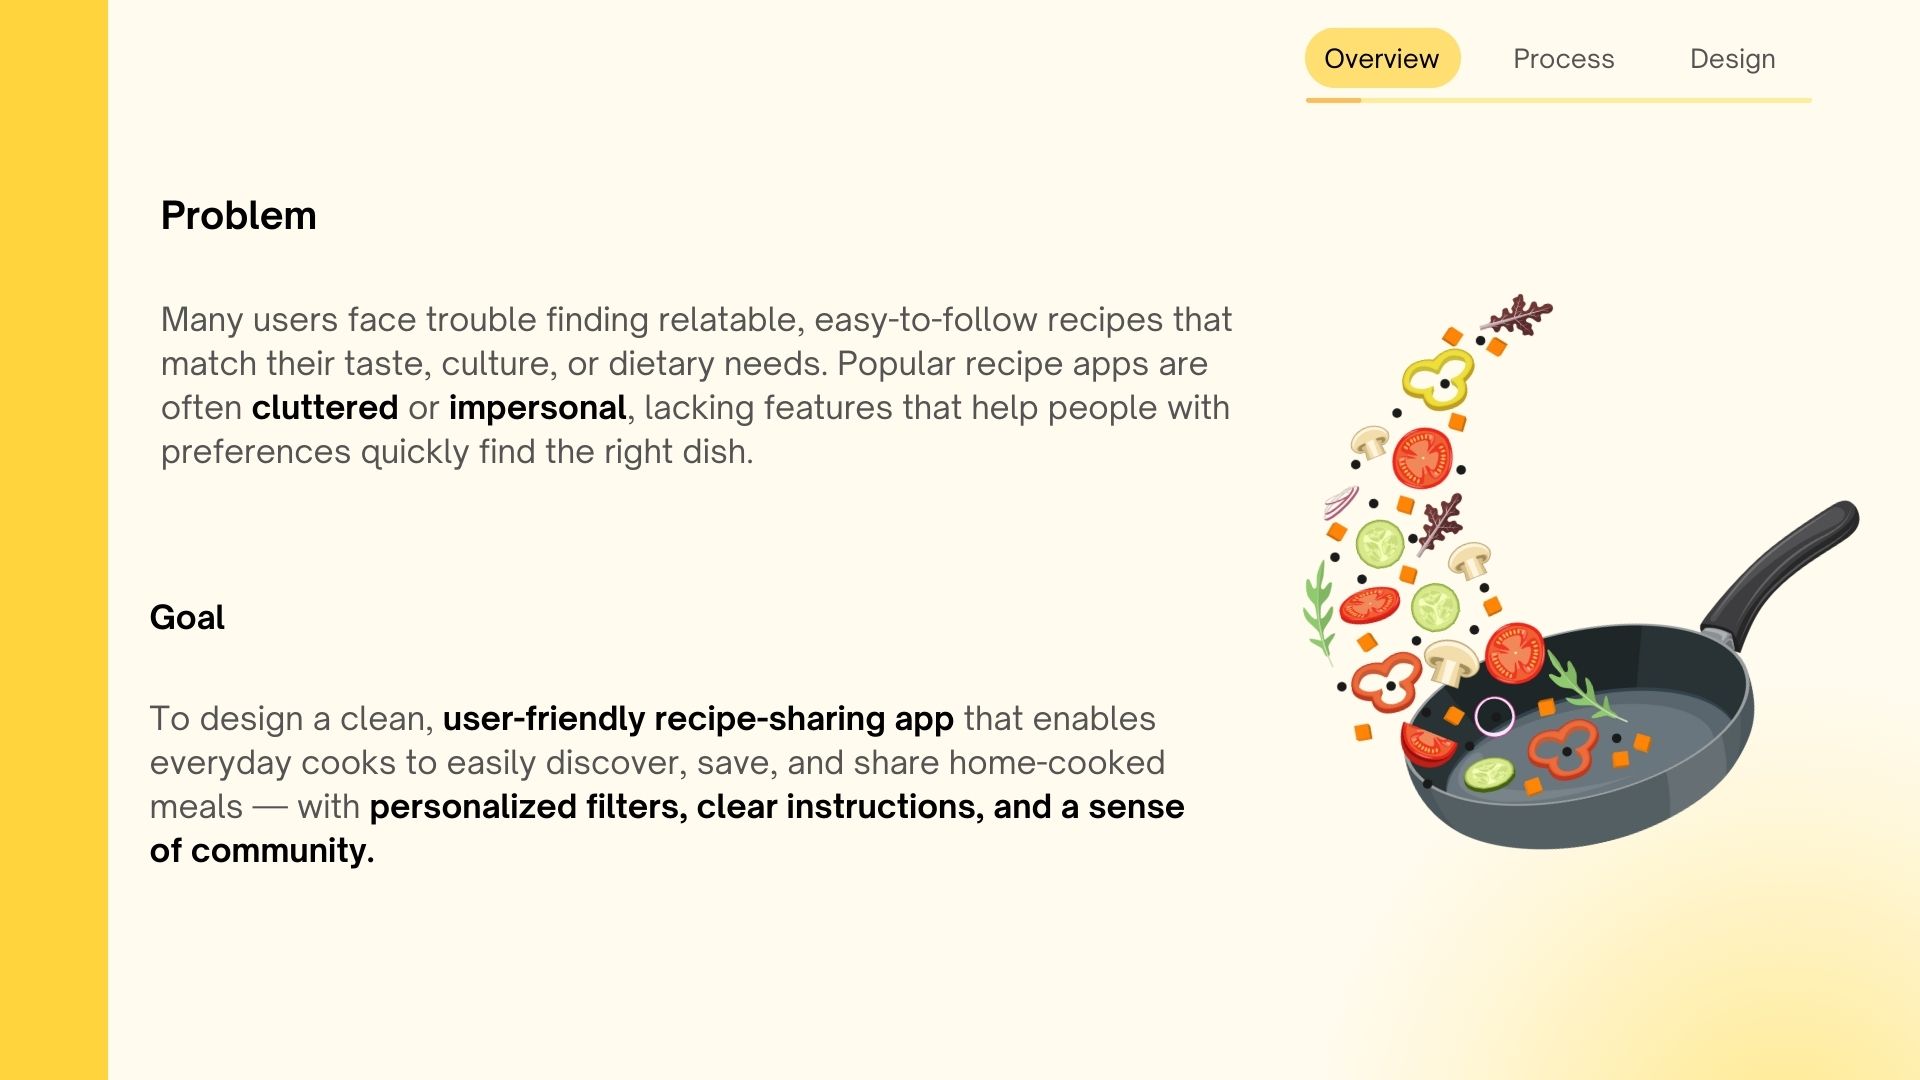 Overview Process Design
Problem
Many users face trouble finding relatable, easy-to-follow recipes that
match their taste, culture, or dietary needs. Popular recipe apps are
often cluttered or impersonal, lacking features that help people with
preferences quickly find the right dish.
Goal
To design a clean, user-friendly recipe-sharing app that enables
everyday cooks to easily discover, save, and share home-cooked
meals — with personalized filters, clear instructions, and a sense
of community.